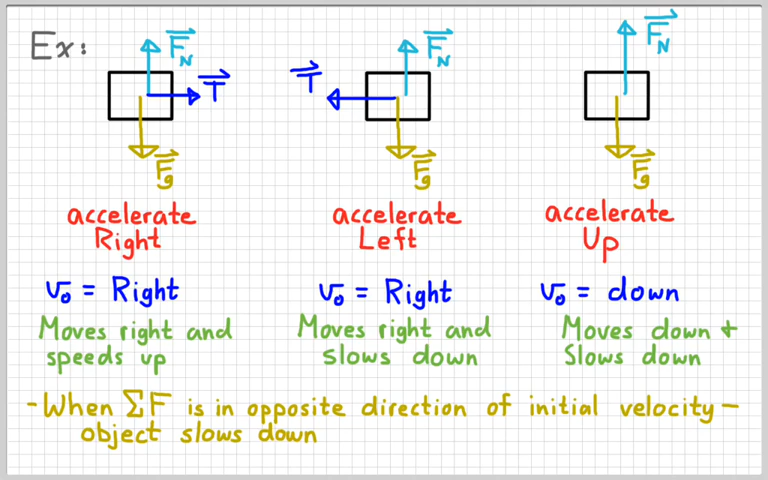 Ex:
F_N
T
F_g
accelerate
Right
v₀ = Right
Moves right and
speeds up
T
F_N
F_g
accelerate
Left
v₀ = Right
Moves right and
slows down
F_N
F_g
accelerate
Up
v₀ = down
Moves down +
Slows down
- When ΣF is in opposite direction of initial velocity -
object slows down